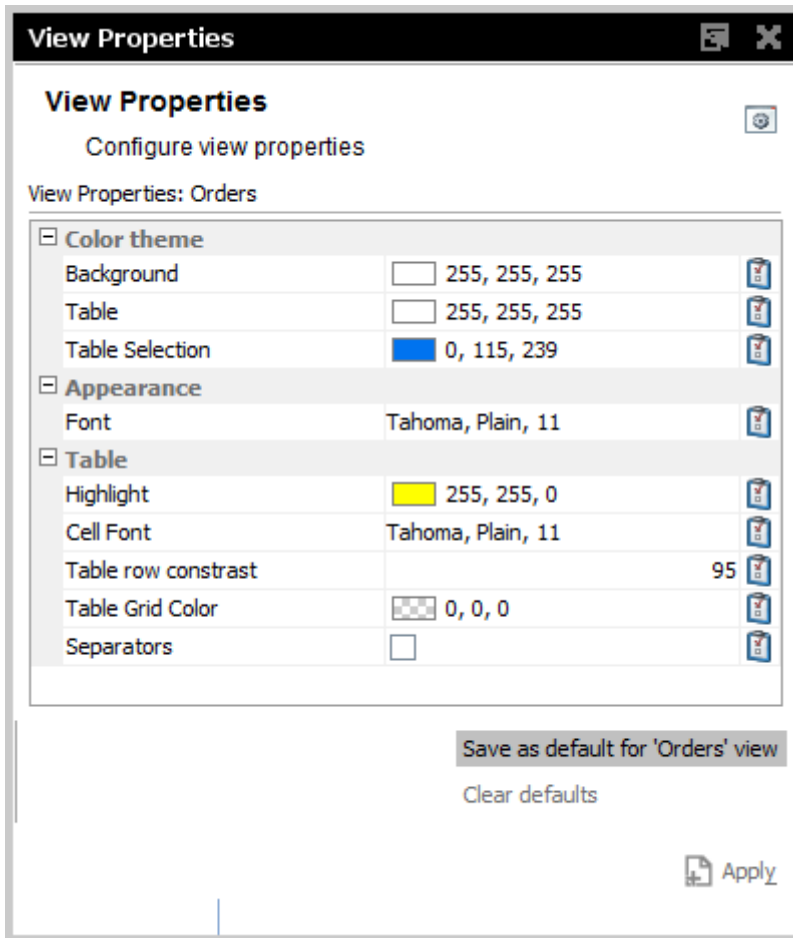 View Properties
View Properties
Configure view properties
View Properties: Orders
Color theme
Background 255, 255, 255
Table 255, 255, 255
Table Selection 0, 115, 239
Appearance
Font Tahoma, Plain, 11
Table
Highlight 255, 255, 0
Cell Font Tahoma, Plain, 11
Table row constrast 95
Table Grid Color 0, 0, 0
Separators
Save as default for 'Orders' view
Clear defaults
Apply